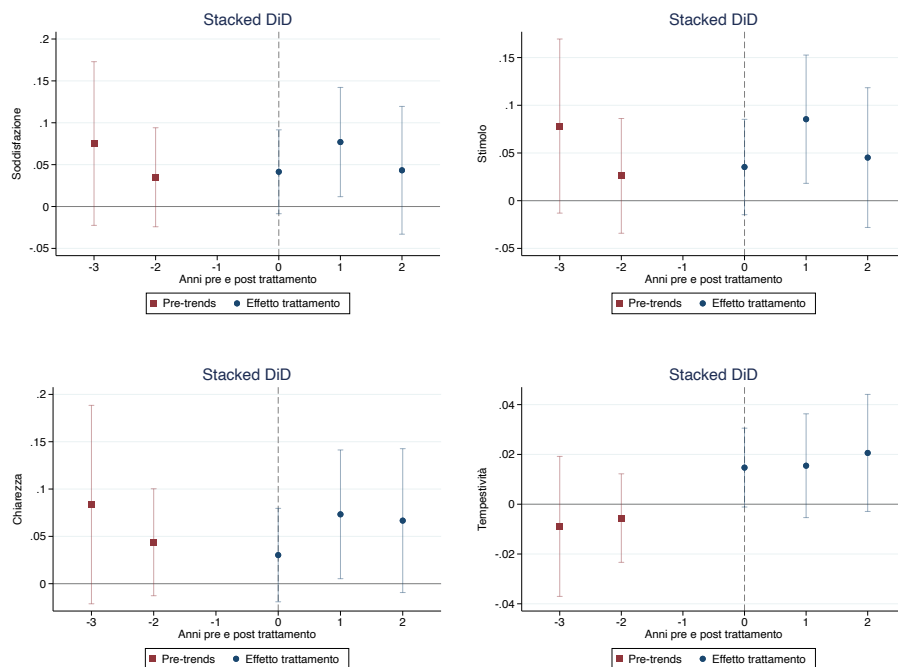 Stacked DiD
Soddisfazione
.2
.15
.1
.05
0
-.05
-3 -2 -1 0 1 2
Anni pre e post trattamento
Pre-trends Effetto trattamento
Stacked DiD
Stimolo
.15
.1
.05
0
-.05
-3 -2 -1 0 1 2
Anni pre e post trattamento
Pre-trends Effetto trattamento
Stacked DiD
Chiarezza
.2
.15
.1
.05
0
-3 -2 -1 0 1 2
Anni pre e post trattamento
Pre-trends Effetto trattamento
Stacked DiD
Tempestività
.04
.02
0
-.02
-.04
-3 -2 -1 0 1 2
Anni pre e post trattamento
Pre-trends Effetto trattamento